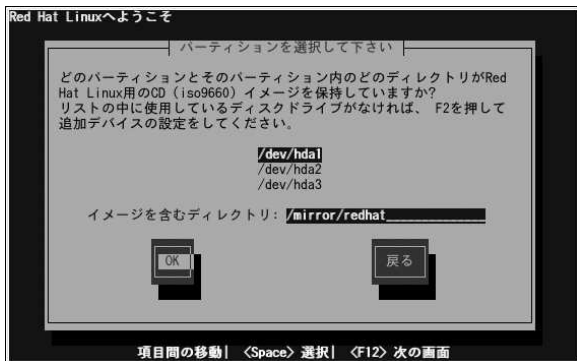 Red Hat Linuxへようこそ
パーティションを選択して下さい
どのパーティションとそのパーティション内のどのディレクトリがRed
Hat Linux用のCD（iso9660）イメージを保持していますか?
リストの中に使用しているディスクドライブがなければ、 F2を押して
追加デバイスの設定をしてください。
/dev/hda1
/dev/hda2
/dev/hda3
イメージを含むディレクトリ: /mirror/redhat
OK 戻る
項目間の移動| <Space> 選択| <F12> 次の画面